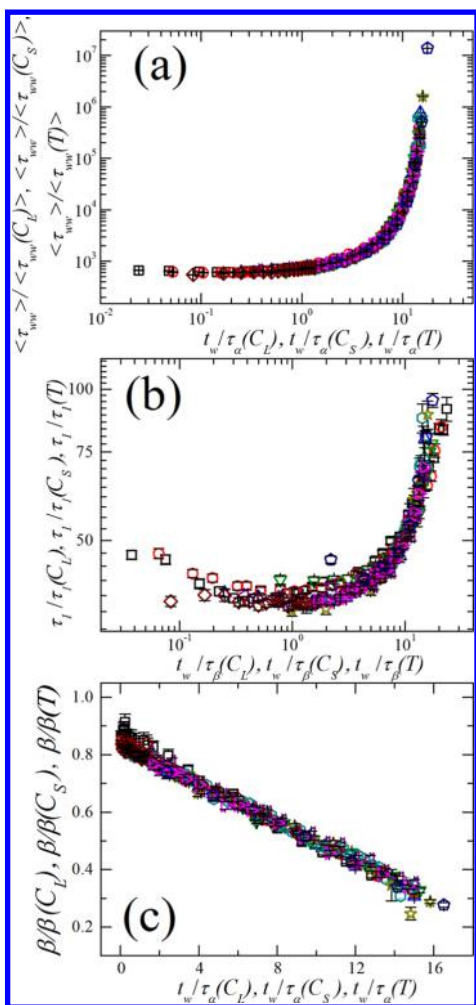 <τ_ww>/<τ_ww(C_L)>, <τ_ww>/<τ_ww(C_S)>,
<τ_ww>/<τ_ww(T)>
(a)
10^7
10^6
10^5
10^4
10^3
10^-2 10^-1 10^0 10^1
t_w/τ_α(C_L), t_w/τ_α(C_S), t_w/τ_α(T)
τ_1/τ_1(C_L), τ_1/τ_1(C_S), τ_1/τ_1(T)
(b)
100
75
50
10^-1 10^0 10^1
t_w/τ_β(C_L), t_w/τ_β(C_S), t_w/τ_β(T)
β/β(C_L), β/β(C_S), β/β(T)
1.0
0.8
0.6
0.4
0.2
(c)
0 4 8 12 16
t_w/τ_α(C_L), t_w/τ_α(C_S), t_w/τ_α(T)